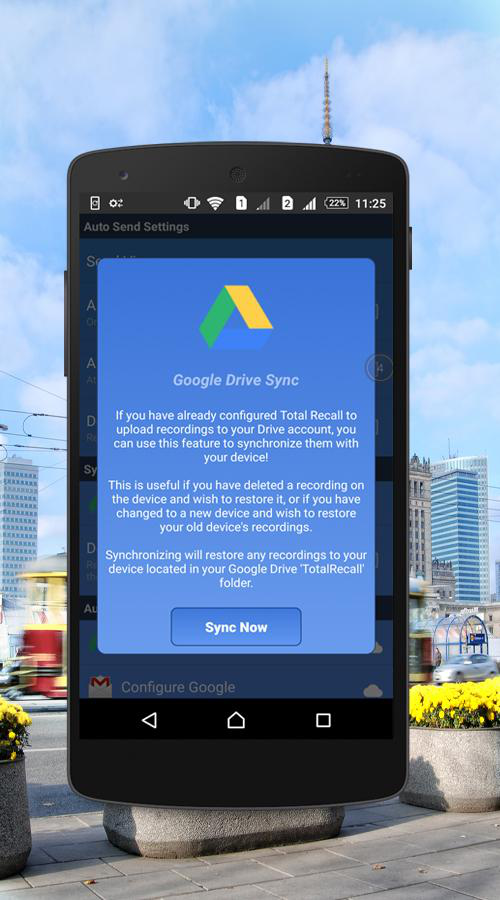 1
2
22%
11:25
Auto Send Settings
Google Drive Sync
If you have already configured Total Recall to
upload recordings to your Drive account, you
can use this feature to synchronize them with
your device!
This is useful if you have deleted a recording on
the device and wish to restore it, or if you have
changed to a new device and wish to restore
your old device's recordings.
Synchronizing will restore any recordings to your
device located in your Google Drive 'TotalRecall'
folder.
Sync Now
Configure Google